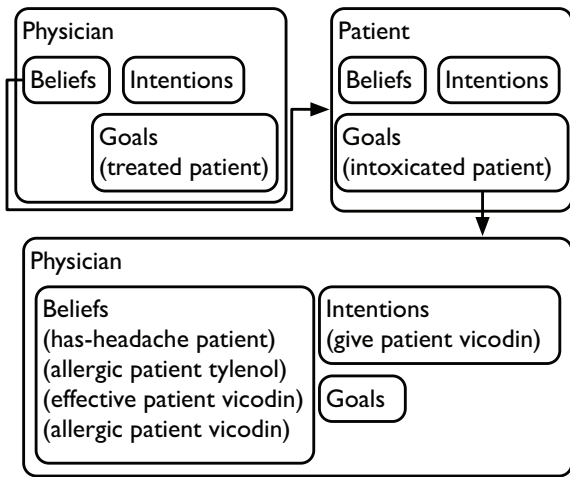 Physician
Beliefs
Intentions
Goals
(treated patient)
Patient
Beliefs
Intentions
Goals
(intoxicated patient)
Physician
Beliefs
(has-headache patient)
(allergic patient tylenol)
(effective patient vicodin)
(allergic patient vicodin)
Intentions
(give patient vicodin)
Goals